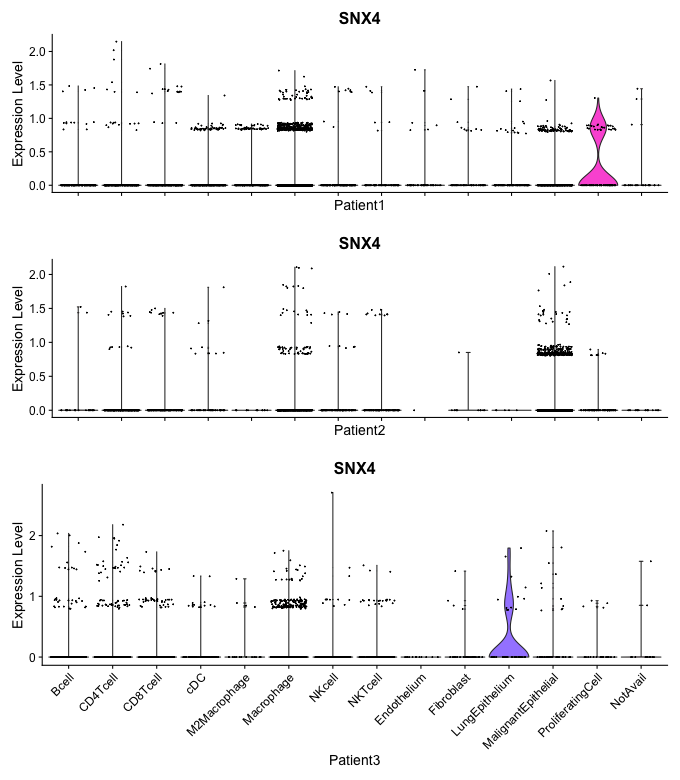 SNX4
Expression Level
2.0
1.5
1.0
0.5
0.0
Patient1
SNX4
Expression Level
2.0
1.5
1.0
0.5
0.0
Patient2
SNX4
Expression Level
2
1
0
Bcell
CD4Tcell
CD8Tcell
cDC
M2Macrophage
Macrophage
NKcell
NKTcell
Endothelium
Fibroblast
LungEpithelium
MalignantEpithelial
ProliferatingCell
NotAvail
Patient3